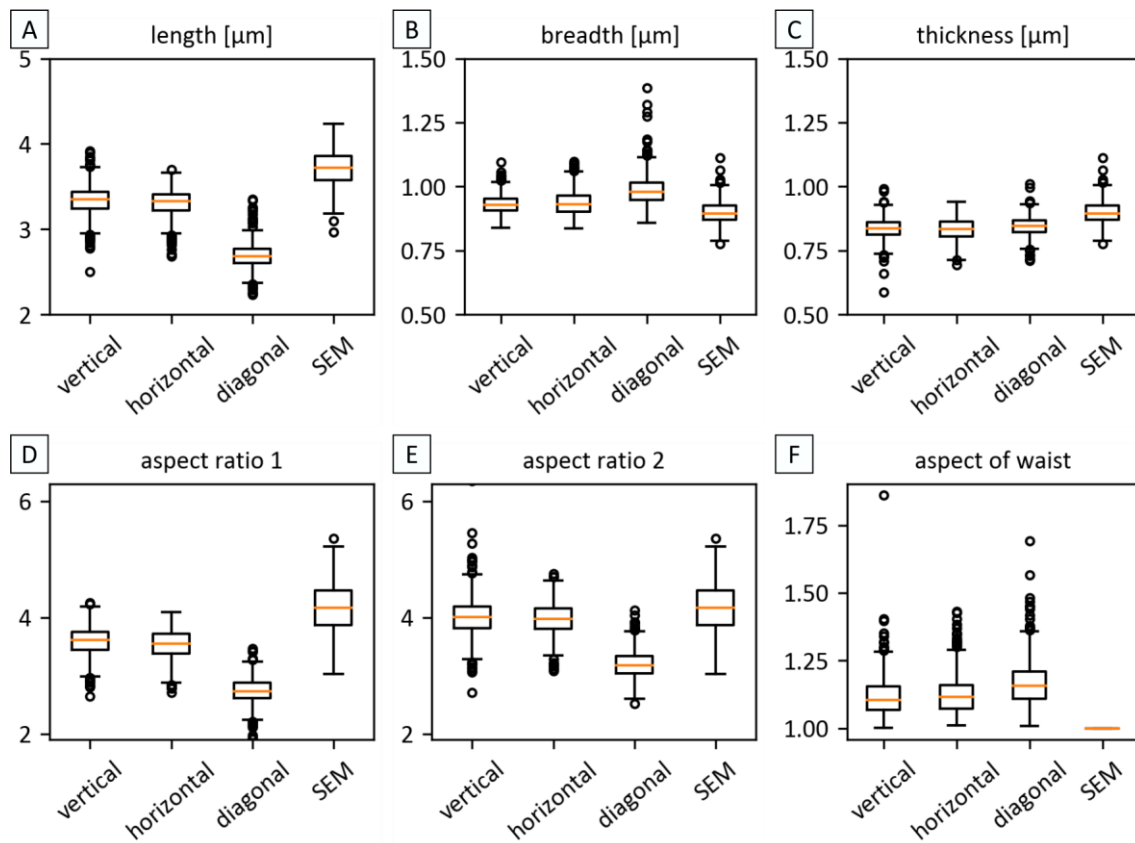 A length [µm]
5
4
3
2
vertical horizontal diagonal SEM
B breadth [µm]
1.50
1.25
1.00
0.75
0.50
vertical horizontal diagonal SEM
C thickness [µm]
1.50
1.25
1.00
0.75
0.50
vertical horizontal diagonal SEM
D aspect ratio 1
6
4
2
vertical horizontal diagonal SEM
E aspect ratio 2
6
4
2
vertical horizontal diagonal SEM
F aspect of waist
1.75
1.50
1.25
1.00
vertical horizontal diagonal SEM